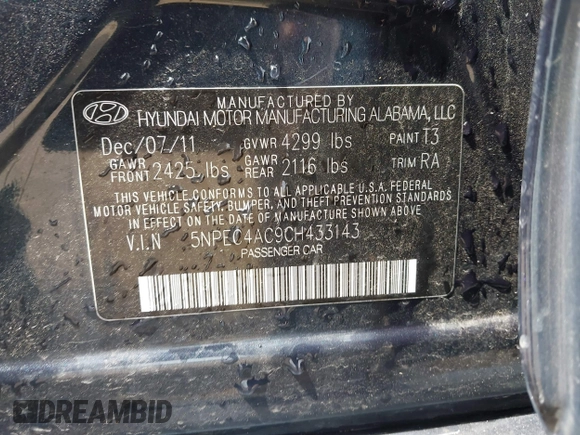 MANUFACTURED BY
HYUNDAI MOTOR MANUFACTURING ALABAMA, LLC
Dec/07/11 GVWR 4299 lbs PAINT T3
GAWR FRONT 2425 lbs GAWR REAR 2116 lbs TRIM RA
THIS VEHICLE CONFORMS TO ALL APPLICABLE U.S.A. FEDERAL
MOTOR VEHICLE SAFETY, BUMPER, AND THEFT PREVENTION STANDARDS
IN EFFECT ON THE DATE OF MANUFACTURE SHOWN ABOVE.
V.I.N 5NPEC4AC9CH433143
PASSENGER CAR
DREAMBID